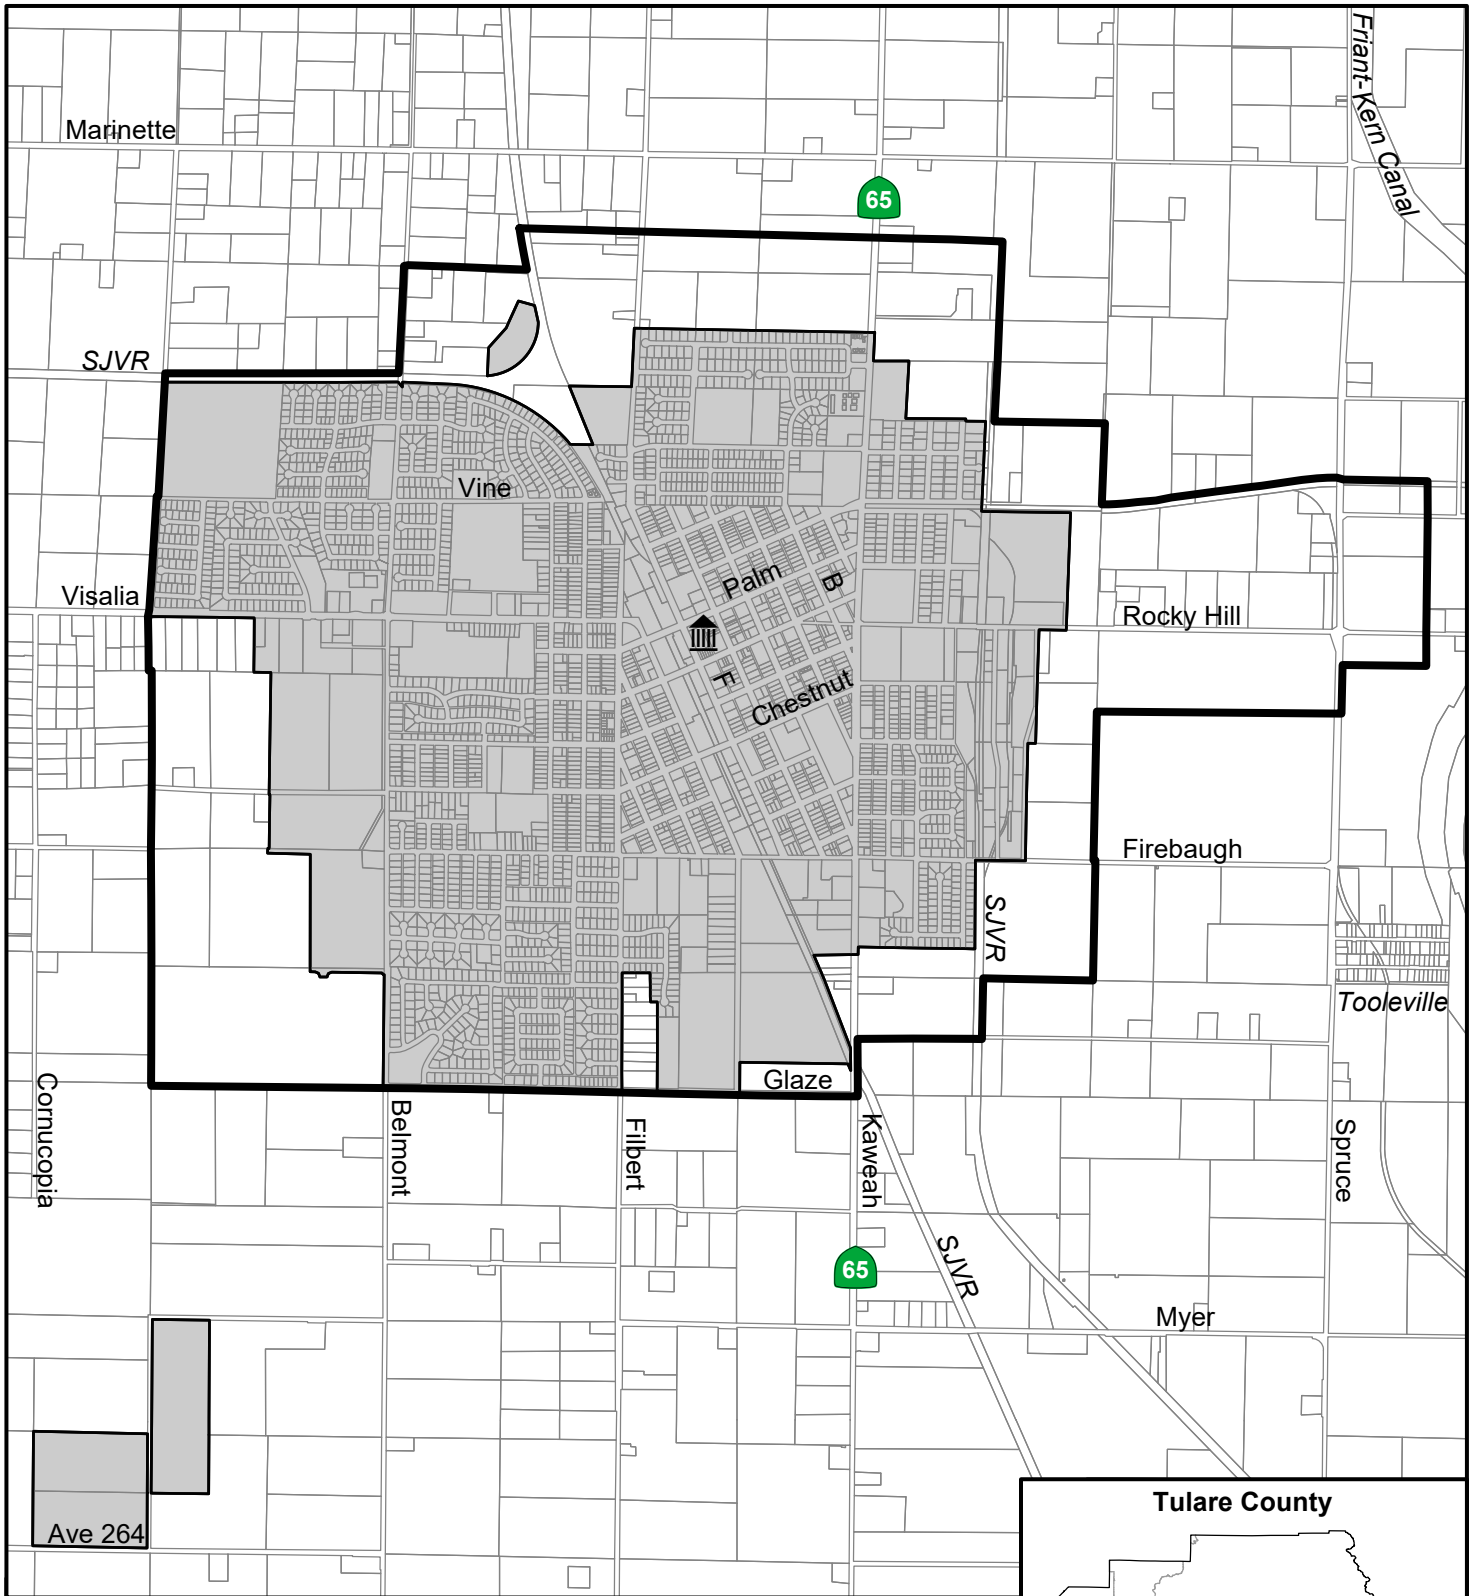 Friant-Kern Canal
Marinette
65
SJVR
Vine
Palm
B
Visalia
Rocky Hill
F
Chestnut
Firebaugh
SJVR
Tooleville
Glaze
Cornucopia
Belmont
Filbert
Kaweah
Spruce
SJVR
65
Myer
Tulare County
Ave 264